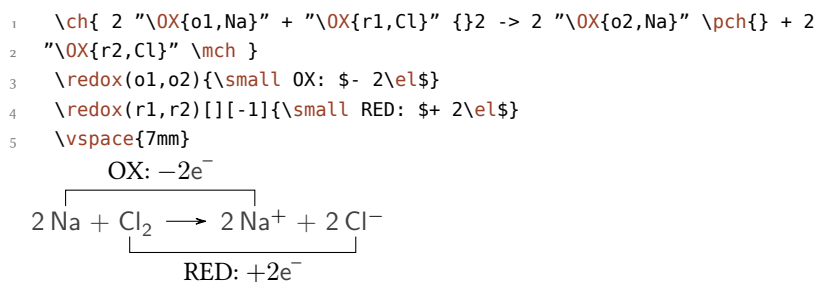 1 \ch{ 2 "\OX{o1,Na}" + "\OX{r1,Cl}" {}2 -> 2 "\OX{o2,Na}" \pch{} + 2
2 "\OX{r2,Cl}" \mch }
3 \redox(o1,o2){\small OX: $- 2\el$}
4 \redox(r1,r2)[][-1]{\small RED: $+ 2\el$}
5 \vspace{7mm}
OX: −2e⁻
2 Na + Cl₂ ⟶ 2 Na⁺ + 2 Cl⁻
RED: +2e⁻